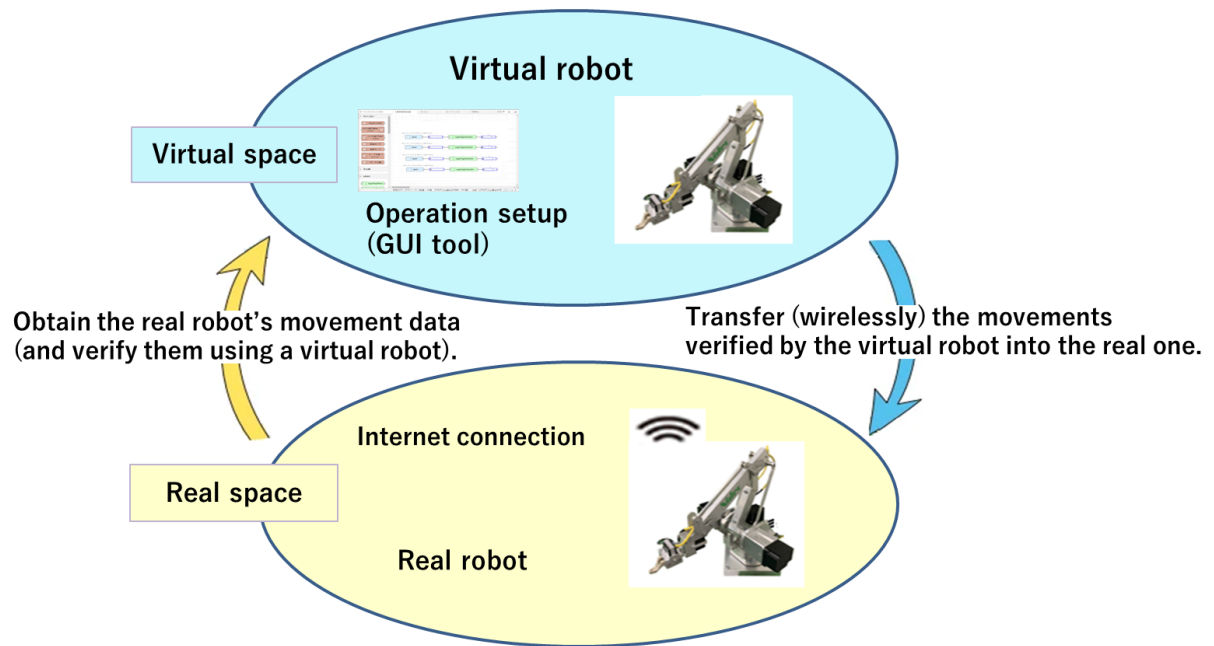 Virtual robot
Virtual space
Operation setup
(GUI tool)
Obtain the real robot’s movement data
(and verify them using a virtual robot).
Transfer (wirelessly) the movements
verified by the virtual robot into the real one.
Internet connection
Real space
Real robot